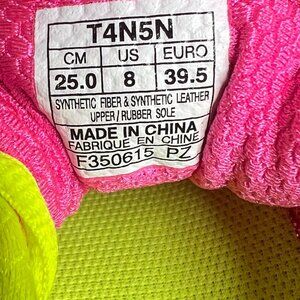 T4N5N
CM US EURO
25.0 8 39.5
SYNTHETIC FIBER & SYNTHETIC LEATHER
UPPER / RUBBER SOLE
MADE IN CHINA
FABRIQUE EN CHINE
F350615 PZ